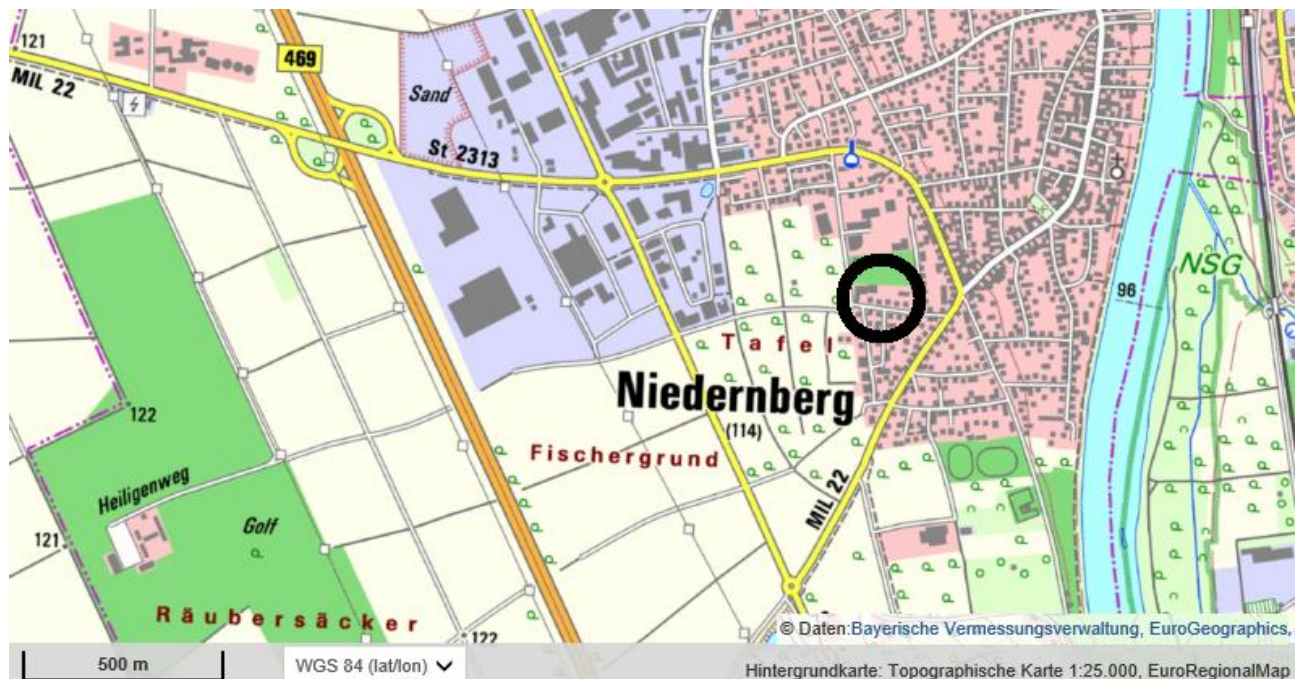 121
MIL 22
469
Sand
St 2313
NSG
96
Tafel
Niedernberg
(114)
122
Fischergrund
Heiligenweg
Golf
MIL 22
121
Räubersäcker
122
© Daten:Bayerische Vermessungsverwaltung, EuroGeographics,
500 m
WGS 84 (lat/lon)
Hintergrundkarte: Topographische Karte 1:25.000, EuroRegionalMap